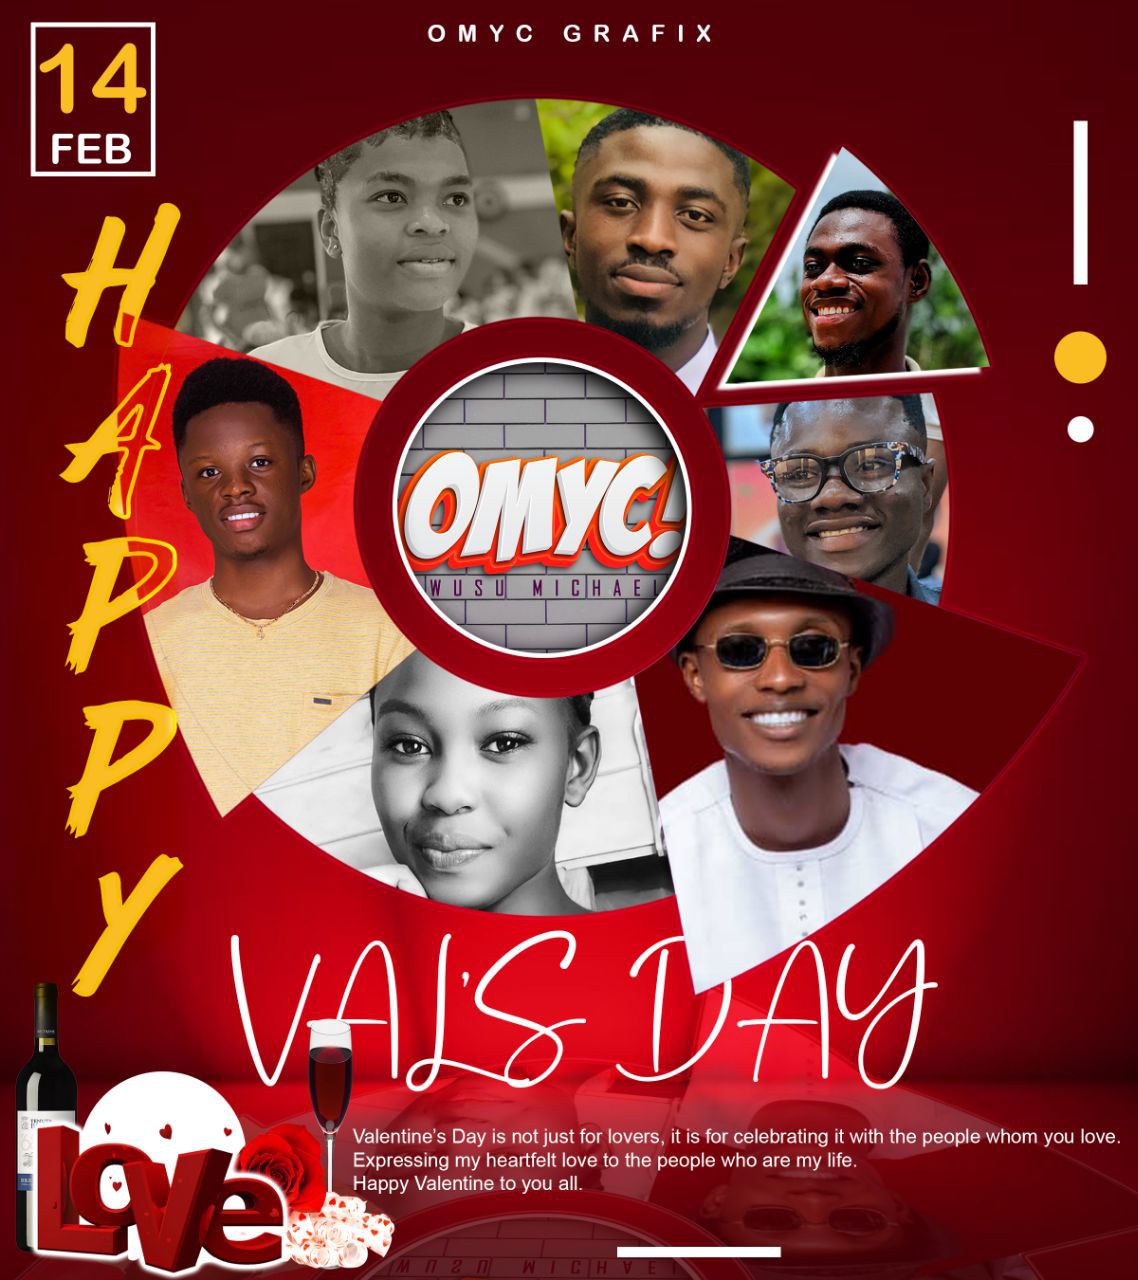 OMYC GRAFIX
14
FEB
HAPPY
OMYC!
WUSU MICHAEL
VAL'S DAY
Valentine's Day is not just for lovers, it is for celebrating it with the people whom you love.
Expressing my heartfelt love to the people who are my life.
Happy Valentine to you all.
Love